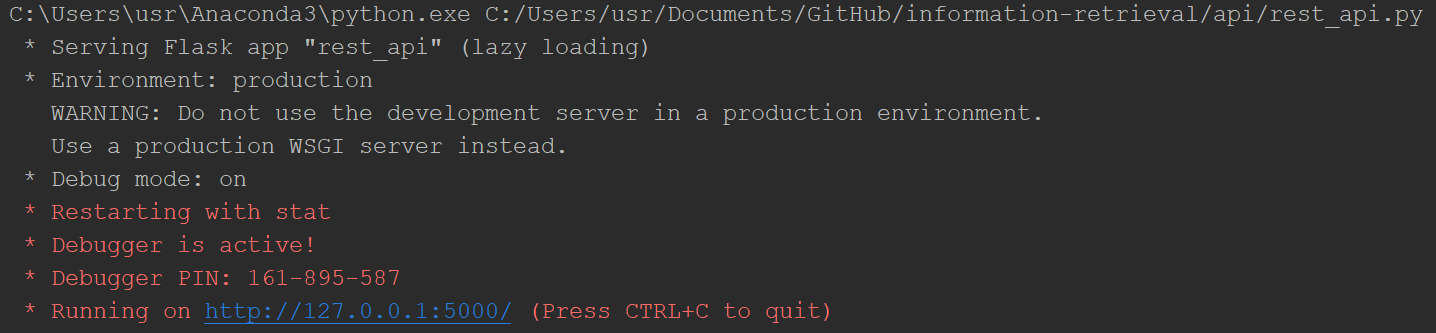 C:\Users\usr\Anaconda3\python.exe C:/Users/usr/Documents/GitHub/information-retrieval/api/rest_api.py
* Serving Flask app "rest_api" (lazy loading)
* Environment: production
WARNING: Do not use the development server in a production environment.
Use a production WSGI server instead.
* Debug mode: on
* Restarting with stat
* Debugger is active!
* Debugger PIN: 161-895-587
* Running on http://127.0.0.1:5000/ (Press CTRL+C to quit)